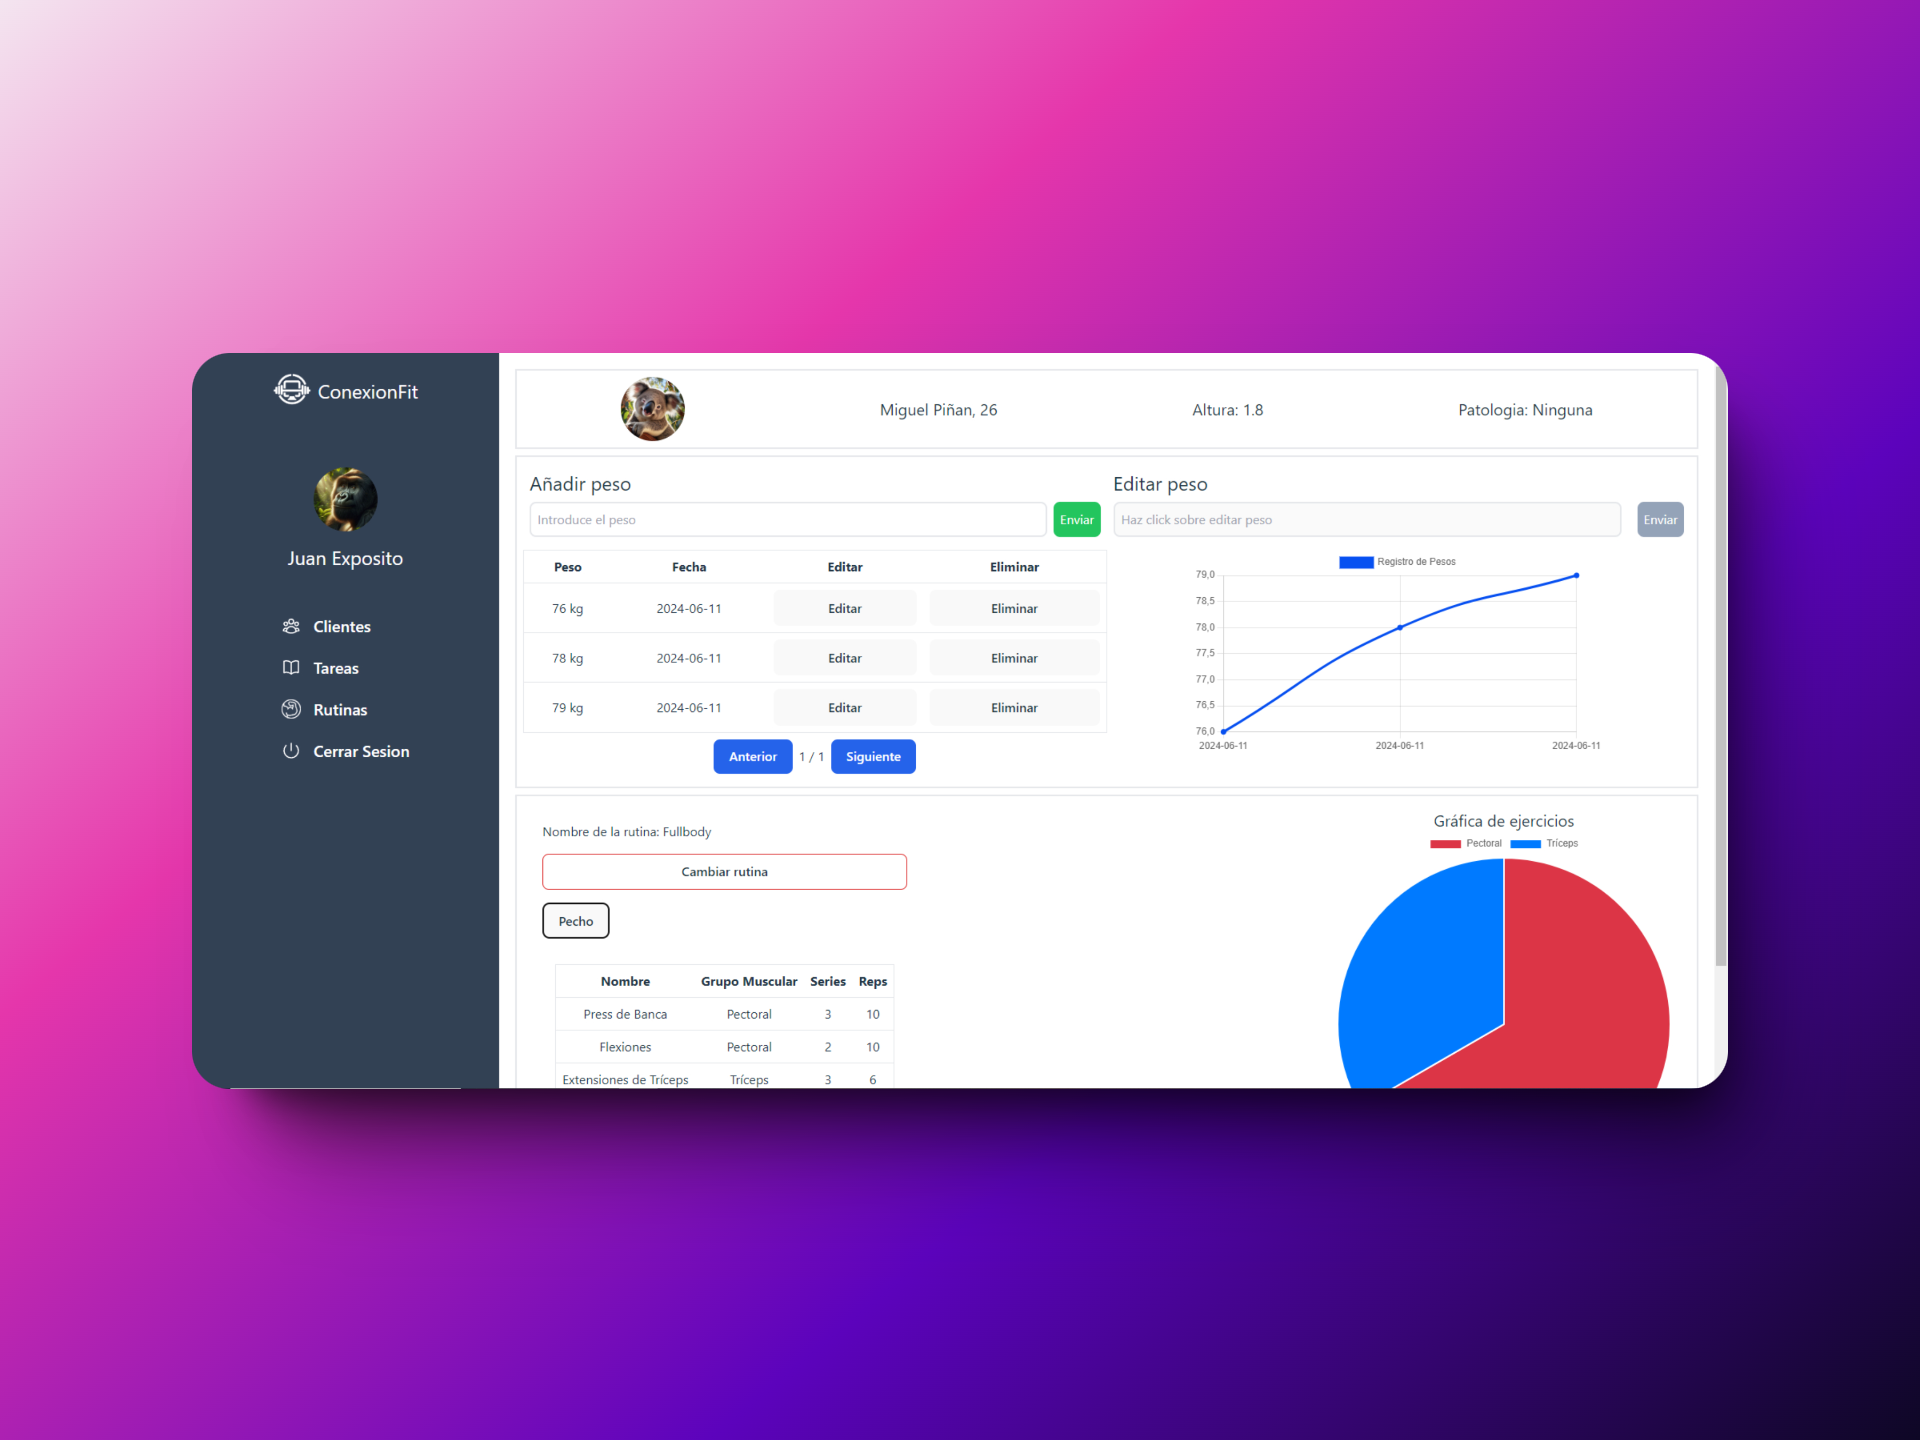 ConexionFit
Juan Exposito
Clientes
Tareas
Rutinas
Cerrar Sesion
Miguel Piñan, 26
Altura: 1.8
Patologia: Ninguna
Añadir peso
Introduce el peso
Enviar
Editar peso
Haz click sobre editar peso
Enviar
Peso Fecha Editar Eliminar
76 kg 2024-06-11 Editar Eliminar
78 kg 2024-06-11 Editar Eliminar
79 kg 2024-06-11 Editar Eliminar
Anterior 1 / 1 Siguiente
Registro de Pesos
79,0
78,5
78,0
77,5
77,0
76,5
76,0
2024-06-11 2024-06-11 2024-06-11
Nombre de la rutina: Fullbody
Cambiar rutina
Pecho
Nombre Grupo Muscular Series Reps
Press de Banca Pectoral 3 10
Flexiones Pectoral 2 10
Extensiones de Tríceps Tríceps 3 6
Gráfica de ejercicios
Pectoral Tríceps